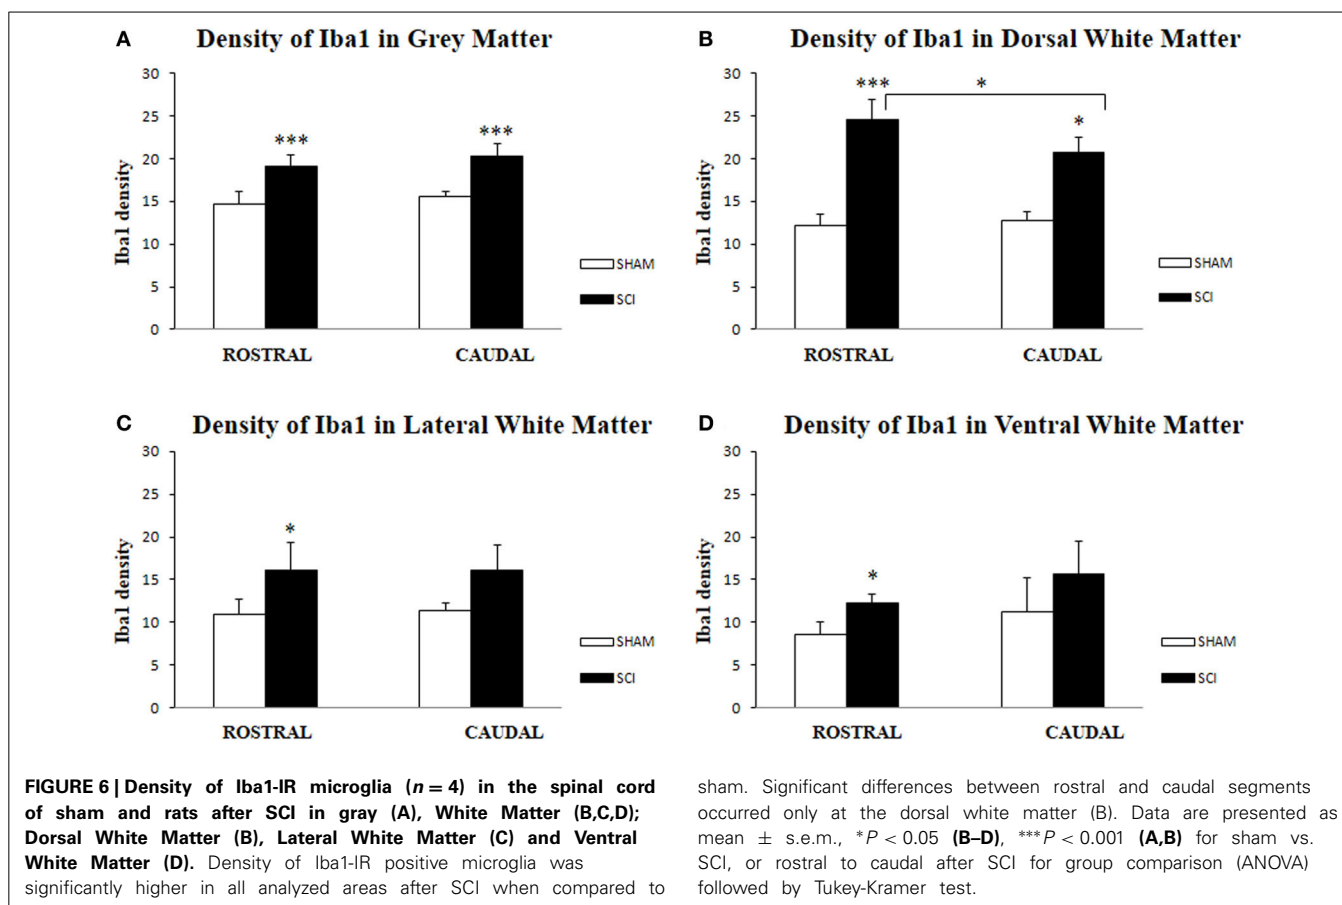 A
Density of Iba1 in Grey Matter
30
25
20
15
10
5
0
Iba1 density
***
***
SHAM
SCI
ROSTRAL
CAUDAL
B
Density of Iba1 in Dorsal White Matter
30
25
20
15
10
5
0
Iba1 density
***
*
*
SHAM
SCI
ROSTRAL
CAUDAL
C
Density of Iba1 in Lateral White Matter
30
25
20
15
10
5
0
Iba1 density
*
SHAM
SCI
ROSTRAL
CAUDAL
D
Density of Iba1 in Ventral White Matter
30
25
20
15
10
5
0
Iba1 density
*
SHAM
SCI
ROSTRAL
CAUDAL
FIGURE 6 | Density of Iba1-IR microglia (n = 4) in the spinal cord
of sham and rats after SCI in gray (A), White Matter (B,C,D);
Dorsal White Matter (B), Lateral White Matter (C) and Ventral
White Matter (D). Density of Iba1-IR positive microglia was
significantly higher in all analyzed areas after SCI when compared to
sham. Significant differences between rostral and caudal segments
occurred only at the dorsal white matter (B). Data are presented as
mean ± s.e.m., *P < 0.05 (B–D), ***P < 0.001 (A,B) for sham vs.
SCI, or rostral to caudal after SCI for group comparison (ANOVA)
followed by Tukey-Kramer test.